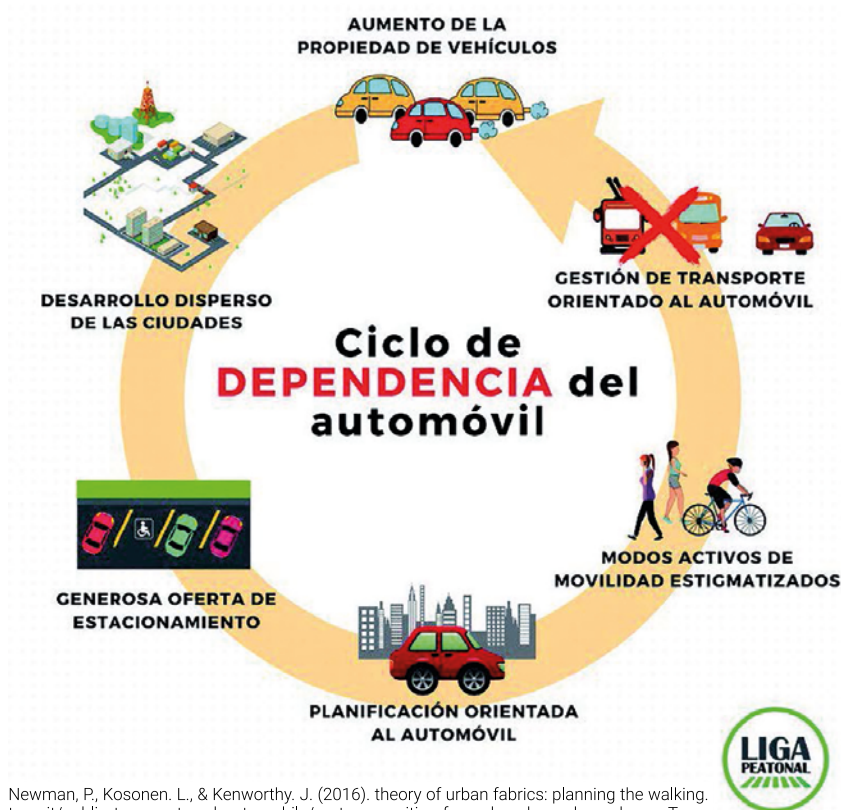 AUMENTO DE LA
PROPIEDAD DE VEHÍCULOS
GESTIÓN DE TRANSPORTE
ORIENTADO AL AUTOMÓVIL
DESARROLLO DISPERSO
DE LAS CIUDADES
Ciclo de
DEPENDENCIA del
automóvil
MODOS ACTIVOS DE
MOVILIDAD ESTIGMATIZADOS
GENEROSA OFERTA DE
ESTACIONAMIENTO
PLANIFICACIÓN ORIENTADA
AL AUTOMÓVIL
LIGA
PEATONAL
Newman, P., Kosonen. L., & Kenworthy. J. (2016). theory of urban fabrics: planning the walking.